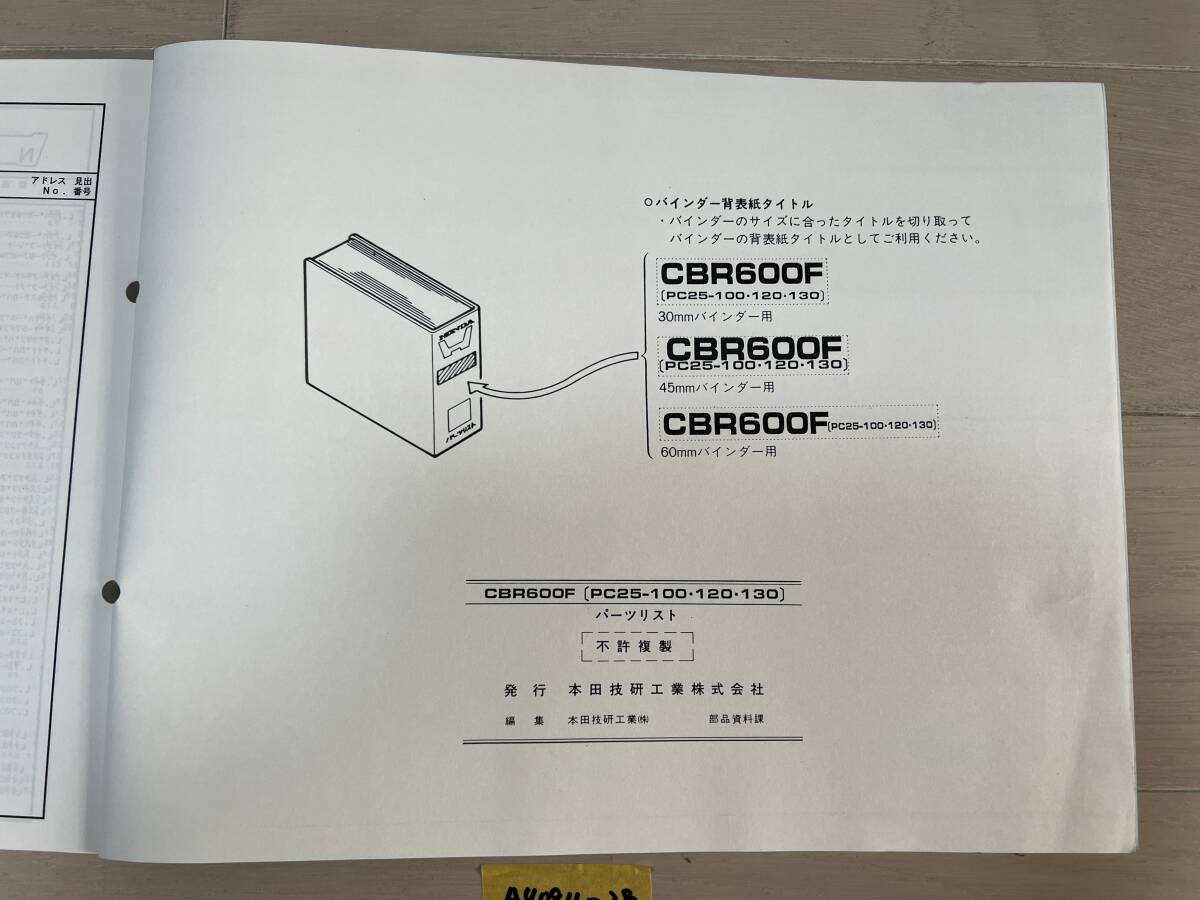 アドレス 見出
No. 番号
○バインダー背表紙タイトル
・バインダーのサイズに合ったタイトルを切り取って
バインダーの背表紙タイトルとしてご利用ください。
CBR600F
(PC25-100・120・130)
30mmバインダー用
CBR600F
(PC25-100・120・130)
45mmバインダー用
CBR600F(PC25-100・120・130)
60mmバインダー用
HONDA
パーツリスト
CBR600F (PC25-100・120・130)
パーツリスト
不許複製
発行 本田技研工業株式会社
編集 本田技研工業㈱ 部品資料課